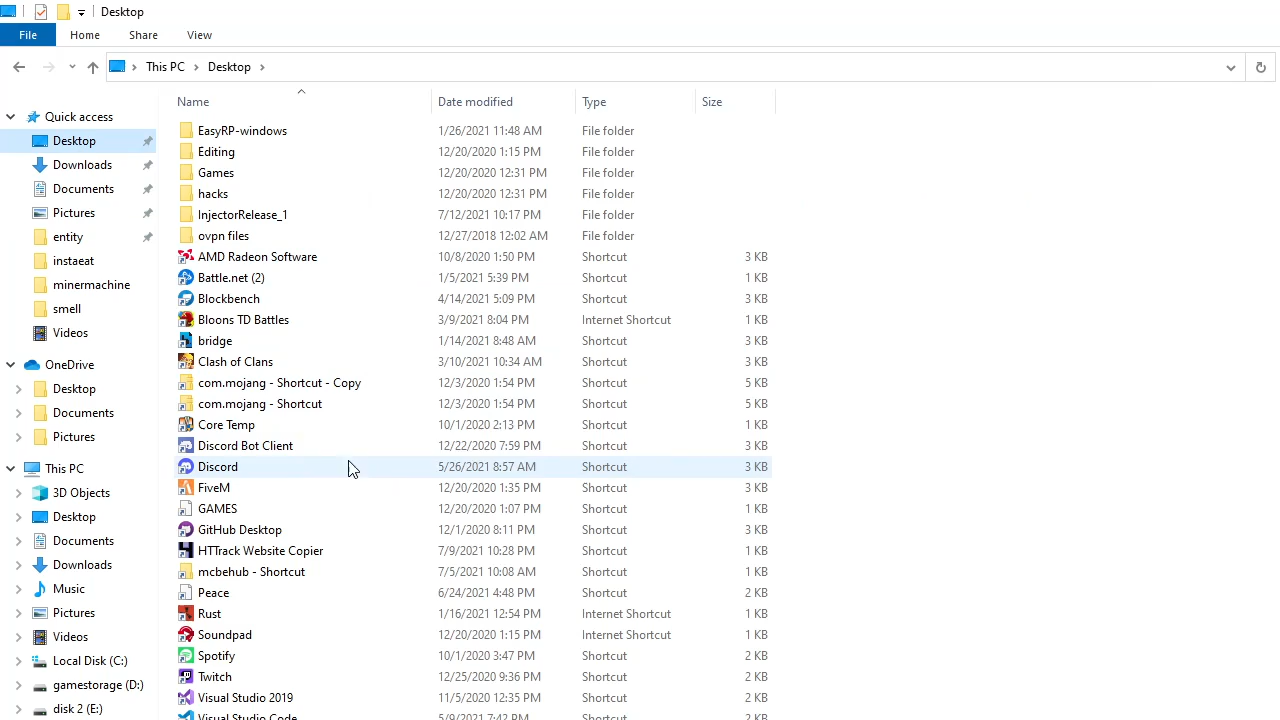 Desktop
File Home Share View
This PC Desktop
Name Date modified Type Size
Quick access
Desktop
Downloads
Documents
Pictures
entity
instaeat
minermachine
smell
Videos
OneDrive
Desktop
Documents
Pictures
This PC
3D Objects
Desktop
Documents
Downloads
Music
Pictures
Videos
Local Disk (C:)
gamestorage (D:)
disk 2 (E:)
EasyRP-windows 1/26/2021 11:48 AM File folder
Editing 12/20/2020 1:15 PM File folder
Games 12/20/2020 12:31 PM File folder
hacks 12/20/2020 12:31 PM File folder
InjectorRelease_1 7/12/2021 10:17 PM File folder
ovpn files 12/27/2018 12:02 AM File folder
AMD Radeon Software 10/8/2020 1:50 PM Shortcut 3 KB
Battle.net (2) 1/5/2021 5:39 PM Shortcut 1 KB
Blockbench 4/14/2021 5:09 PM Shortcut 3 KB
Bloons TD Battles 3/9/2021 8:04 PM Internet Shortcut 1 KB
bridge 1/14/2021 8:48 AM Shortcut 3 KB
Clash of Clans 3/10/2021 10:34 AM Shortcut 3 KB
com.mojang - Shortcut - Copy 12/3/2020 1:54 PM Shortcut 5 KB
com.mojang - Shortcut 12/3/2020 1:54 PM Shortcut 5 KB
Core Temp 10/1/2020 2:13 PM Shortcut 1 KB
Discord Bot Client 12/22/2020 7:59 PM Shortcut 3 KB
Discord 5/26/2021 8:57 AM Shortcut 3 KB
FiveM 12/20/2020 1:35 PM Shortcut 3 KB
GAMES 12/20/2020 1:07 PM Shortcut 1 KB
GitHub Desktop 12/1/2020 8:11 PM Shortcut 3 KB
HTTrack Website Copier 7/9/2021 10:28 PM Shortcut 1 KB
mcbehub - Shortcut 7/5/2021 10:08 AM Shortcut 1 KB
Peace 6/24/2021 4:48 PM Shortcut 2 KB
Rust 1/16/2021 12:54 PM Internet Shortcut 1 KB
Soundpad 12/20/2020 1:15 PM Internet Shortcut 1 KB
Spotify 10/1/2020 3:47 PM Shortcut 2 KB
Twitch 12/25/2020 9:36 PM Shortcut 2 KB
Visual Studio 2019 11/5/2020 12:35 PM Shortcut 2 KB
Visual Studio Code 5/9/2021 7:42 PM Shortcut 2 KB